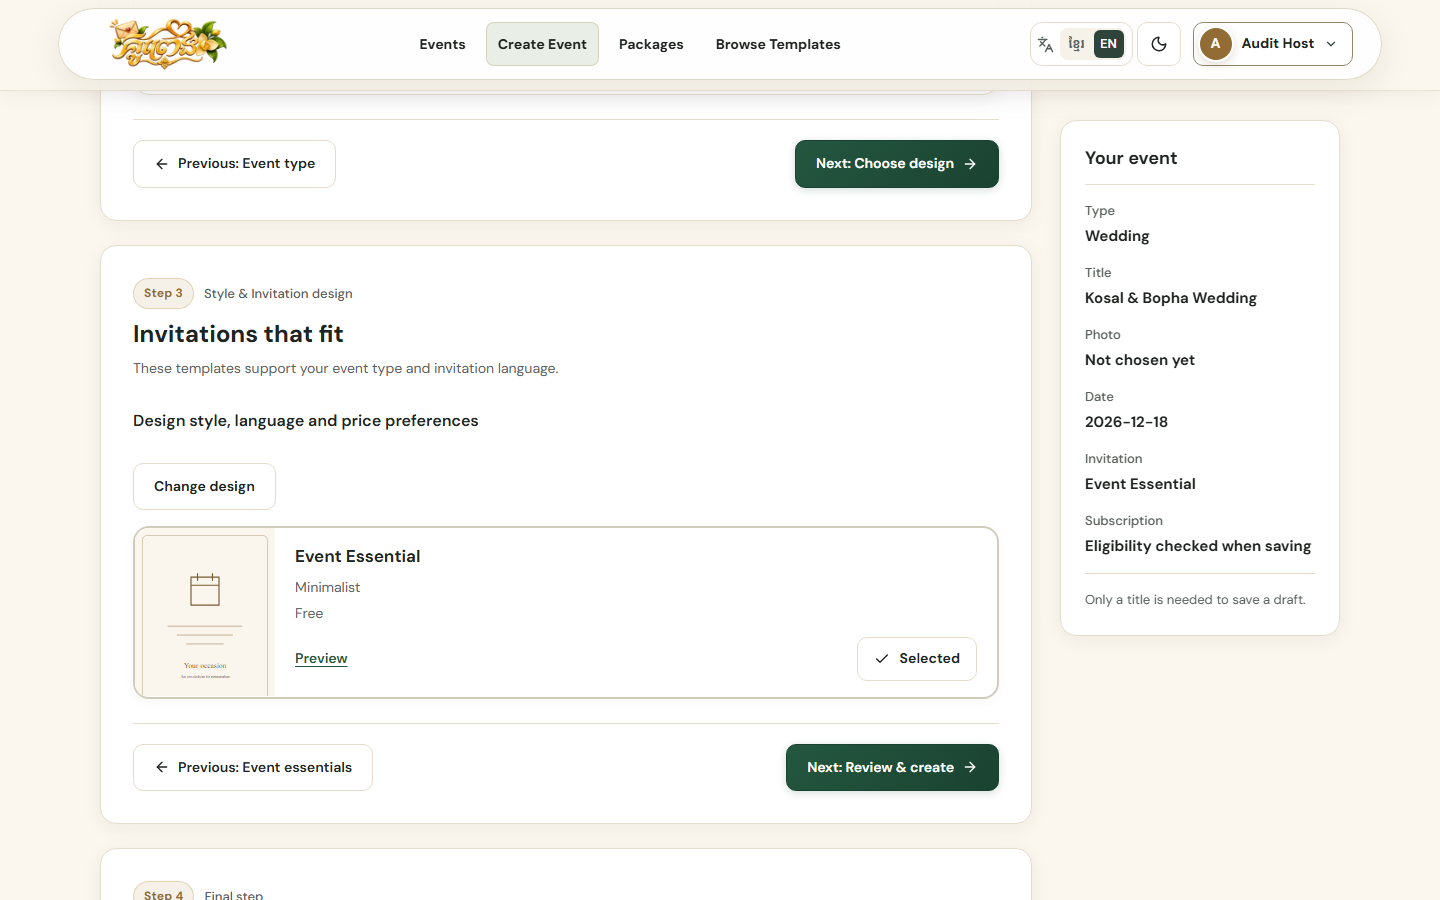 Events
Create Event
Packages
Browse Templates
ខ្មែរ
EN
A
Audit Host
Previous: Event type
Next: Choose design
Step 3
Style & Invitation design
Invitations that fit
These templates support your event type and invitation language.
Design style, language and price preferences
Change design
Your occasion
Event Essential
Minimalist
Free
Preview
Selected
Previous: Event essentials
Next: Review & create
Step 4
Final step
Your event
Type
Wedding
Title
Kosal & Bopha Wedding
Photo
Not chosen yet
Date
2026-12-18
Invitation
Event Essential
Subscription
Eligibility checked when saving
Only a title is needed to save a draft.